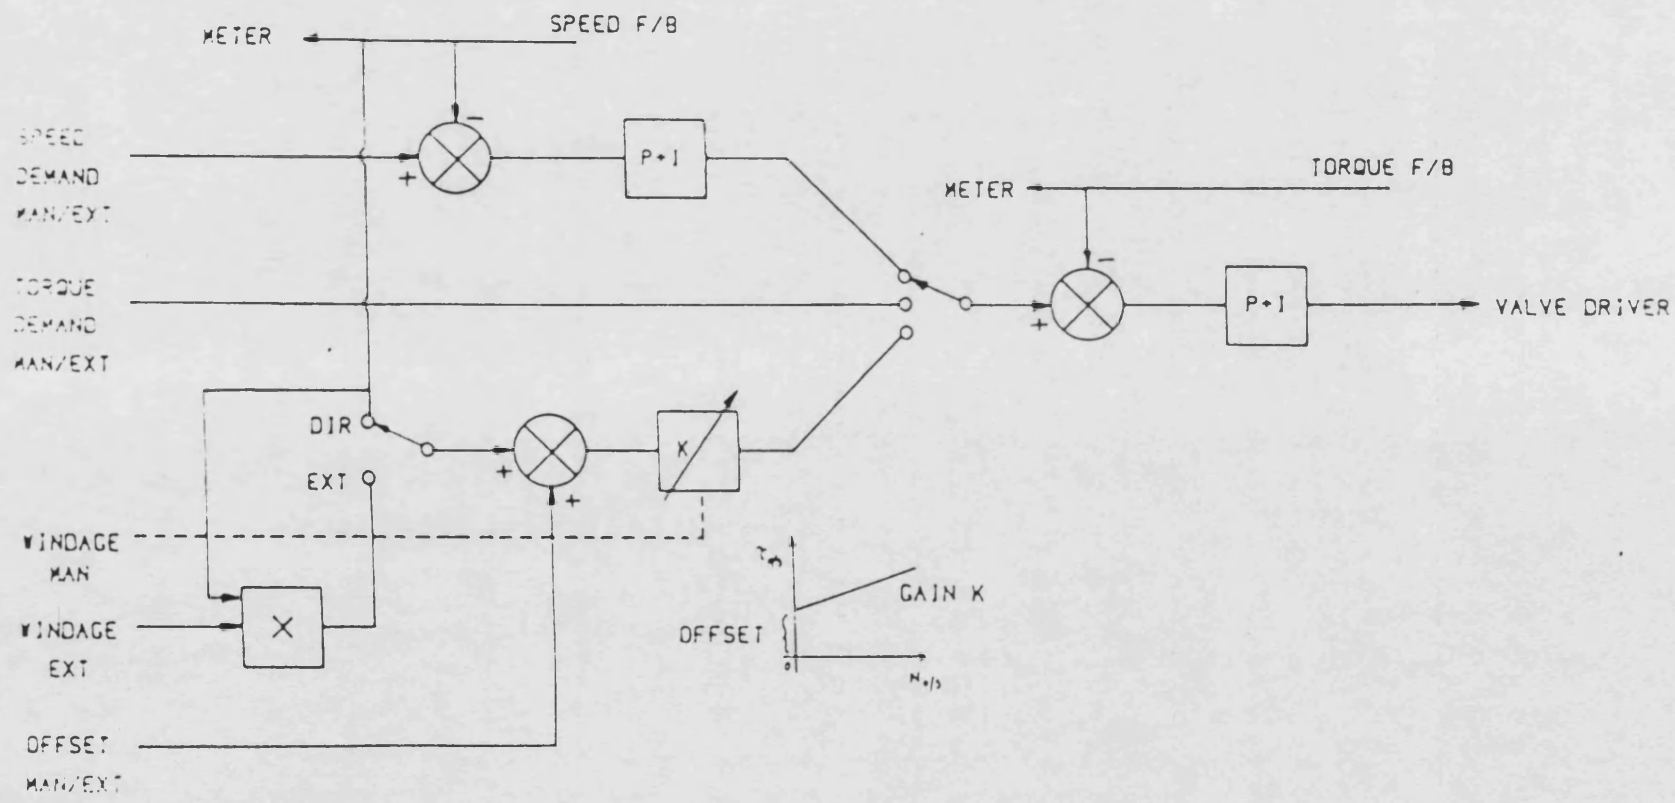 SPEED F/B
METER
-
SPEED
DEMAND
MAN/EXT
+
P+I
TORQUE F/B
METER
-
TORQUE
DEMAND
MAN/EXT
+
P+I
VALVE DRIVER
DIR
EXT
+
+
K
WINDAGE
MAN
WINDAGE
EXT
X
GAIN K
OFFSET
0
OFFSET
MAN/EXT